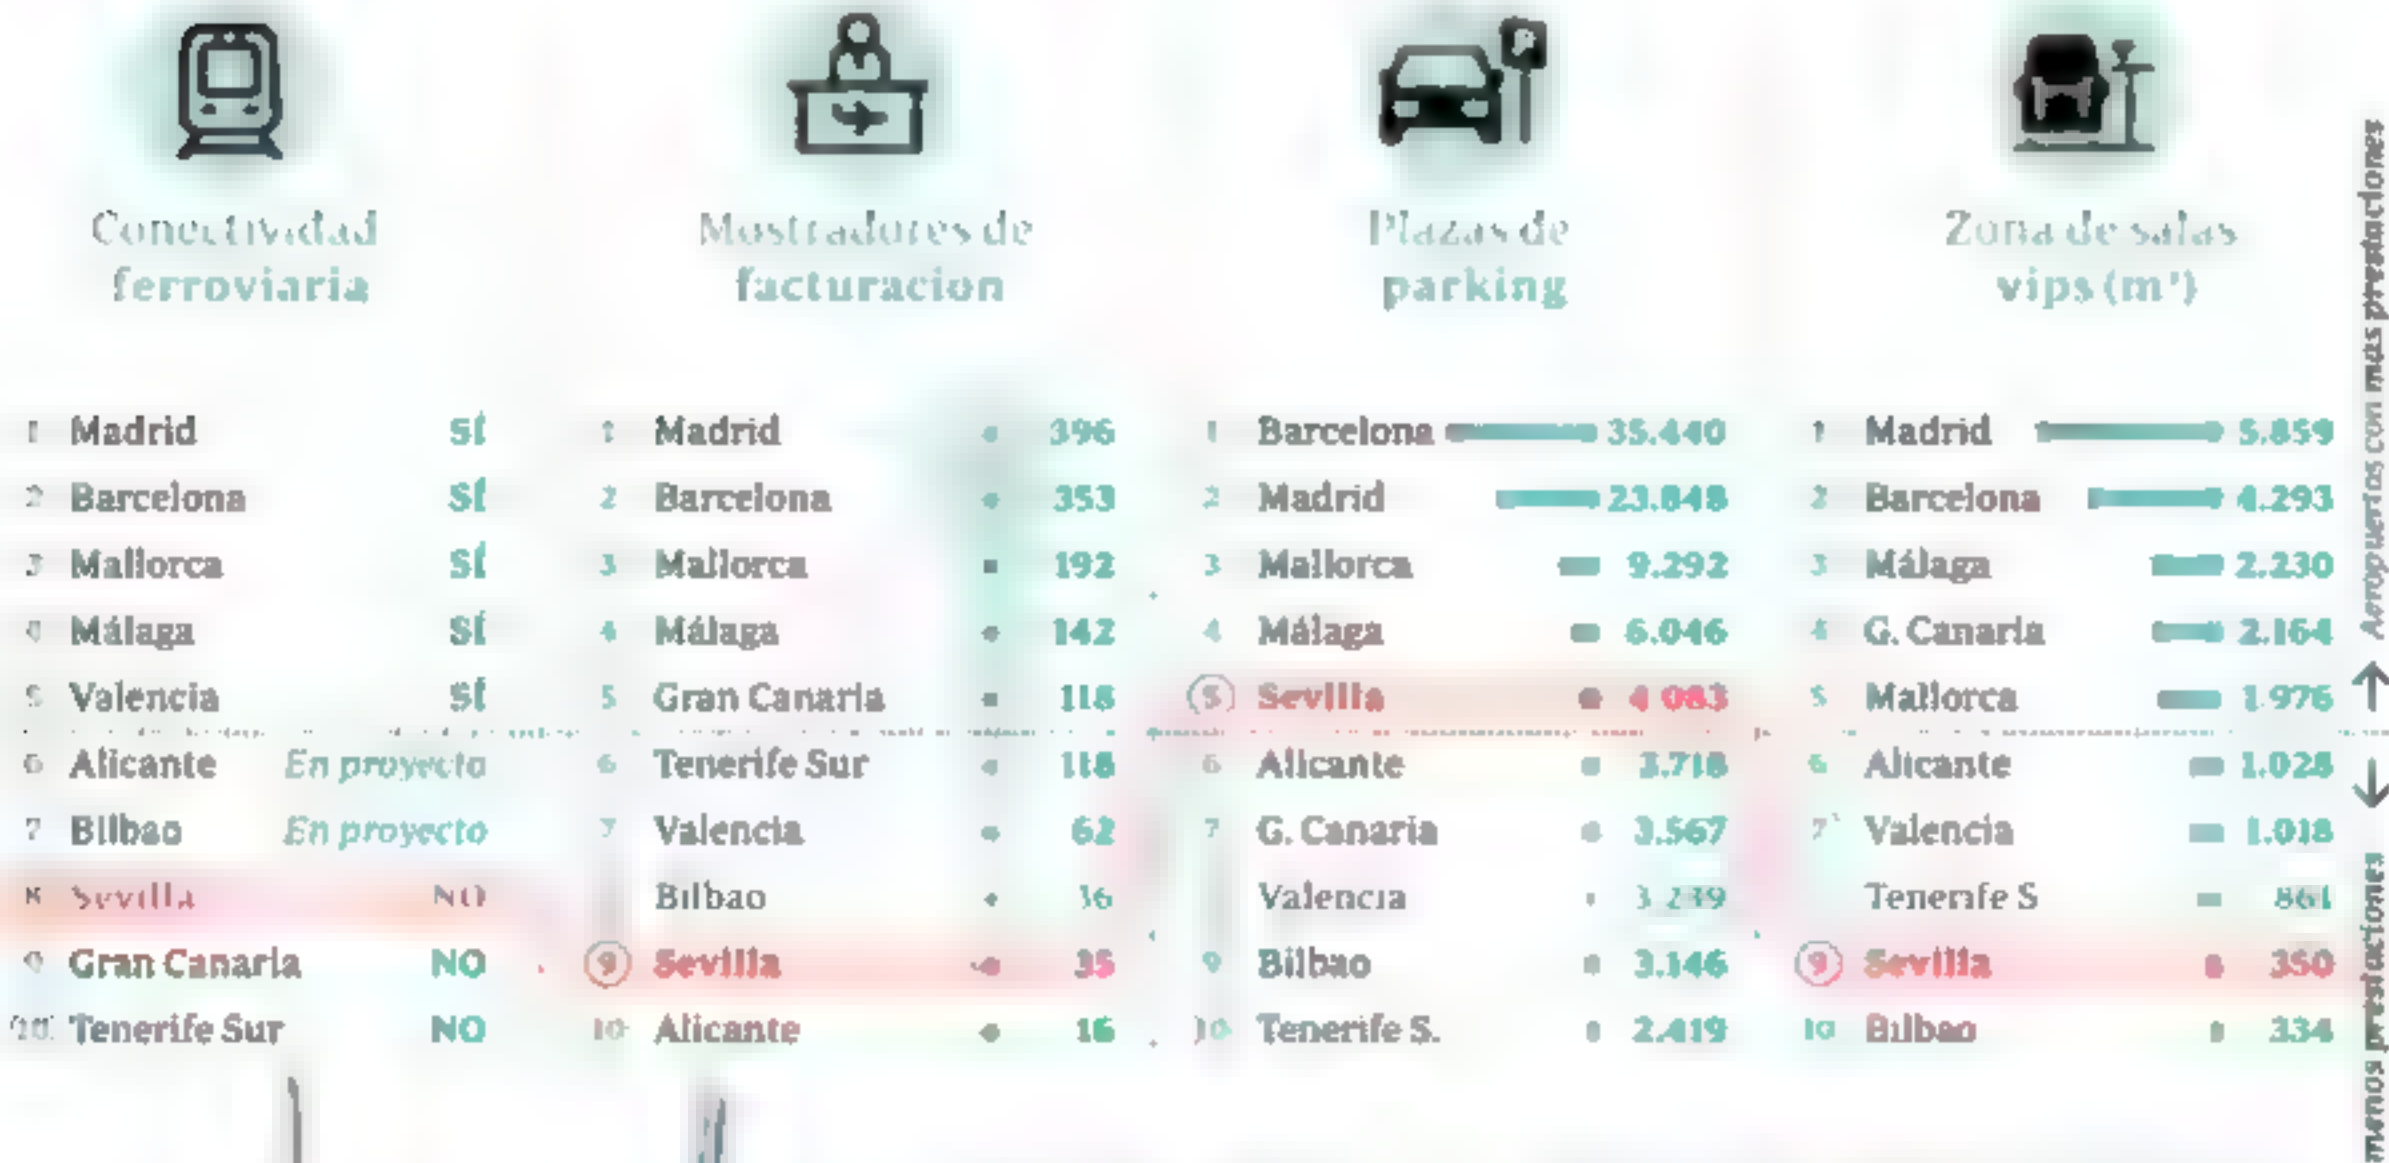 Conectividad
ferroviaria
1 Madrid SÍ
2 Barcelona SÍ
3 Mallorca SÍ
4 Málaga SÍ
5 Valencia SÍ
6 Alicante En proyecto
7 Bilbao En proyecto
8 Sevilla NO
9 Gran Canaria NO
10 Tenerife Sur NO
Mostradores de
facturacion
1 Madrid 396
2 Barcelona 353
3 Mallorca 192
4 Málaga 142
5 Gran Canaria 118
6 Tenerife Sur 118
7 Valencia 62
Bilbao 36
9 Sevilla 35
10 Alicante 16
Plazas de
parking
1 Barcelona 35.440
2 Madrid 23.848
3 Mallorca 9.292
4 Málaga 6.046
5 Sevilla 4 083
6 Alicante 3.718
7 G. Canaria 3.567
Valencia
9 Bilbao 3.146
10 Tenerife S. 2.419
Zona de salas
vips (m²)
1 Madrid 5.859
2 Barcelona 4.293
3 Málaga 2.230
4 G. Canaria 2.164
5 Mallorca 1.976
6 Alicante 1.028
7 Valencia 1.018
Tenerife S 861
9 Sevilla 350
10 Bilbao 334
Aeropuertos con mas prestaciones
menos prestaciones